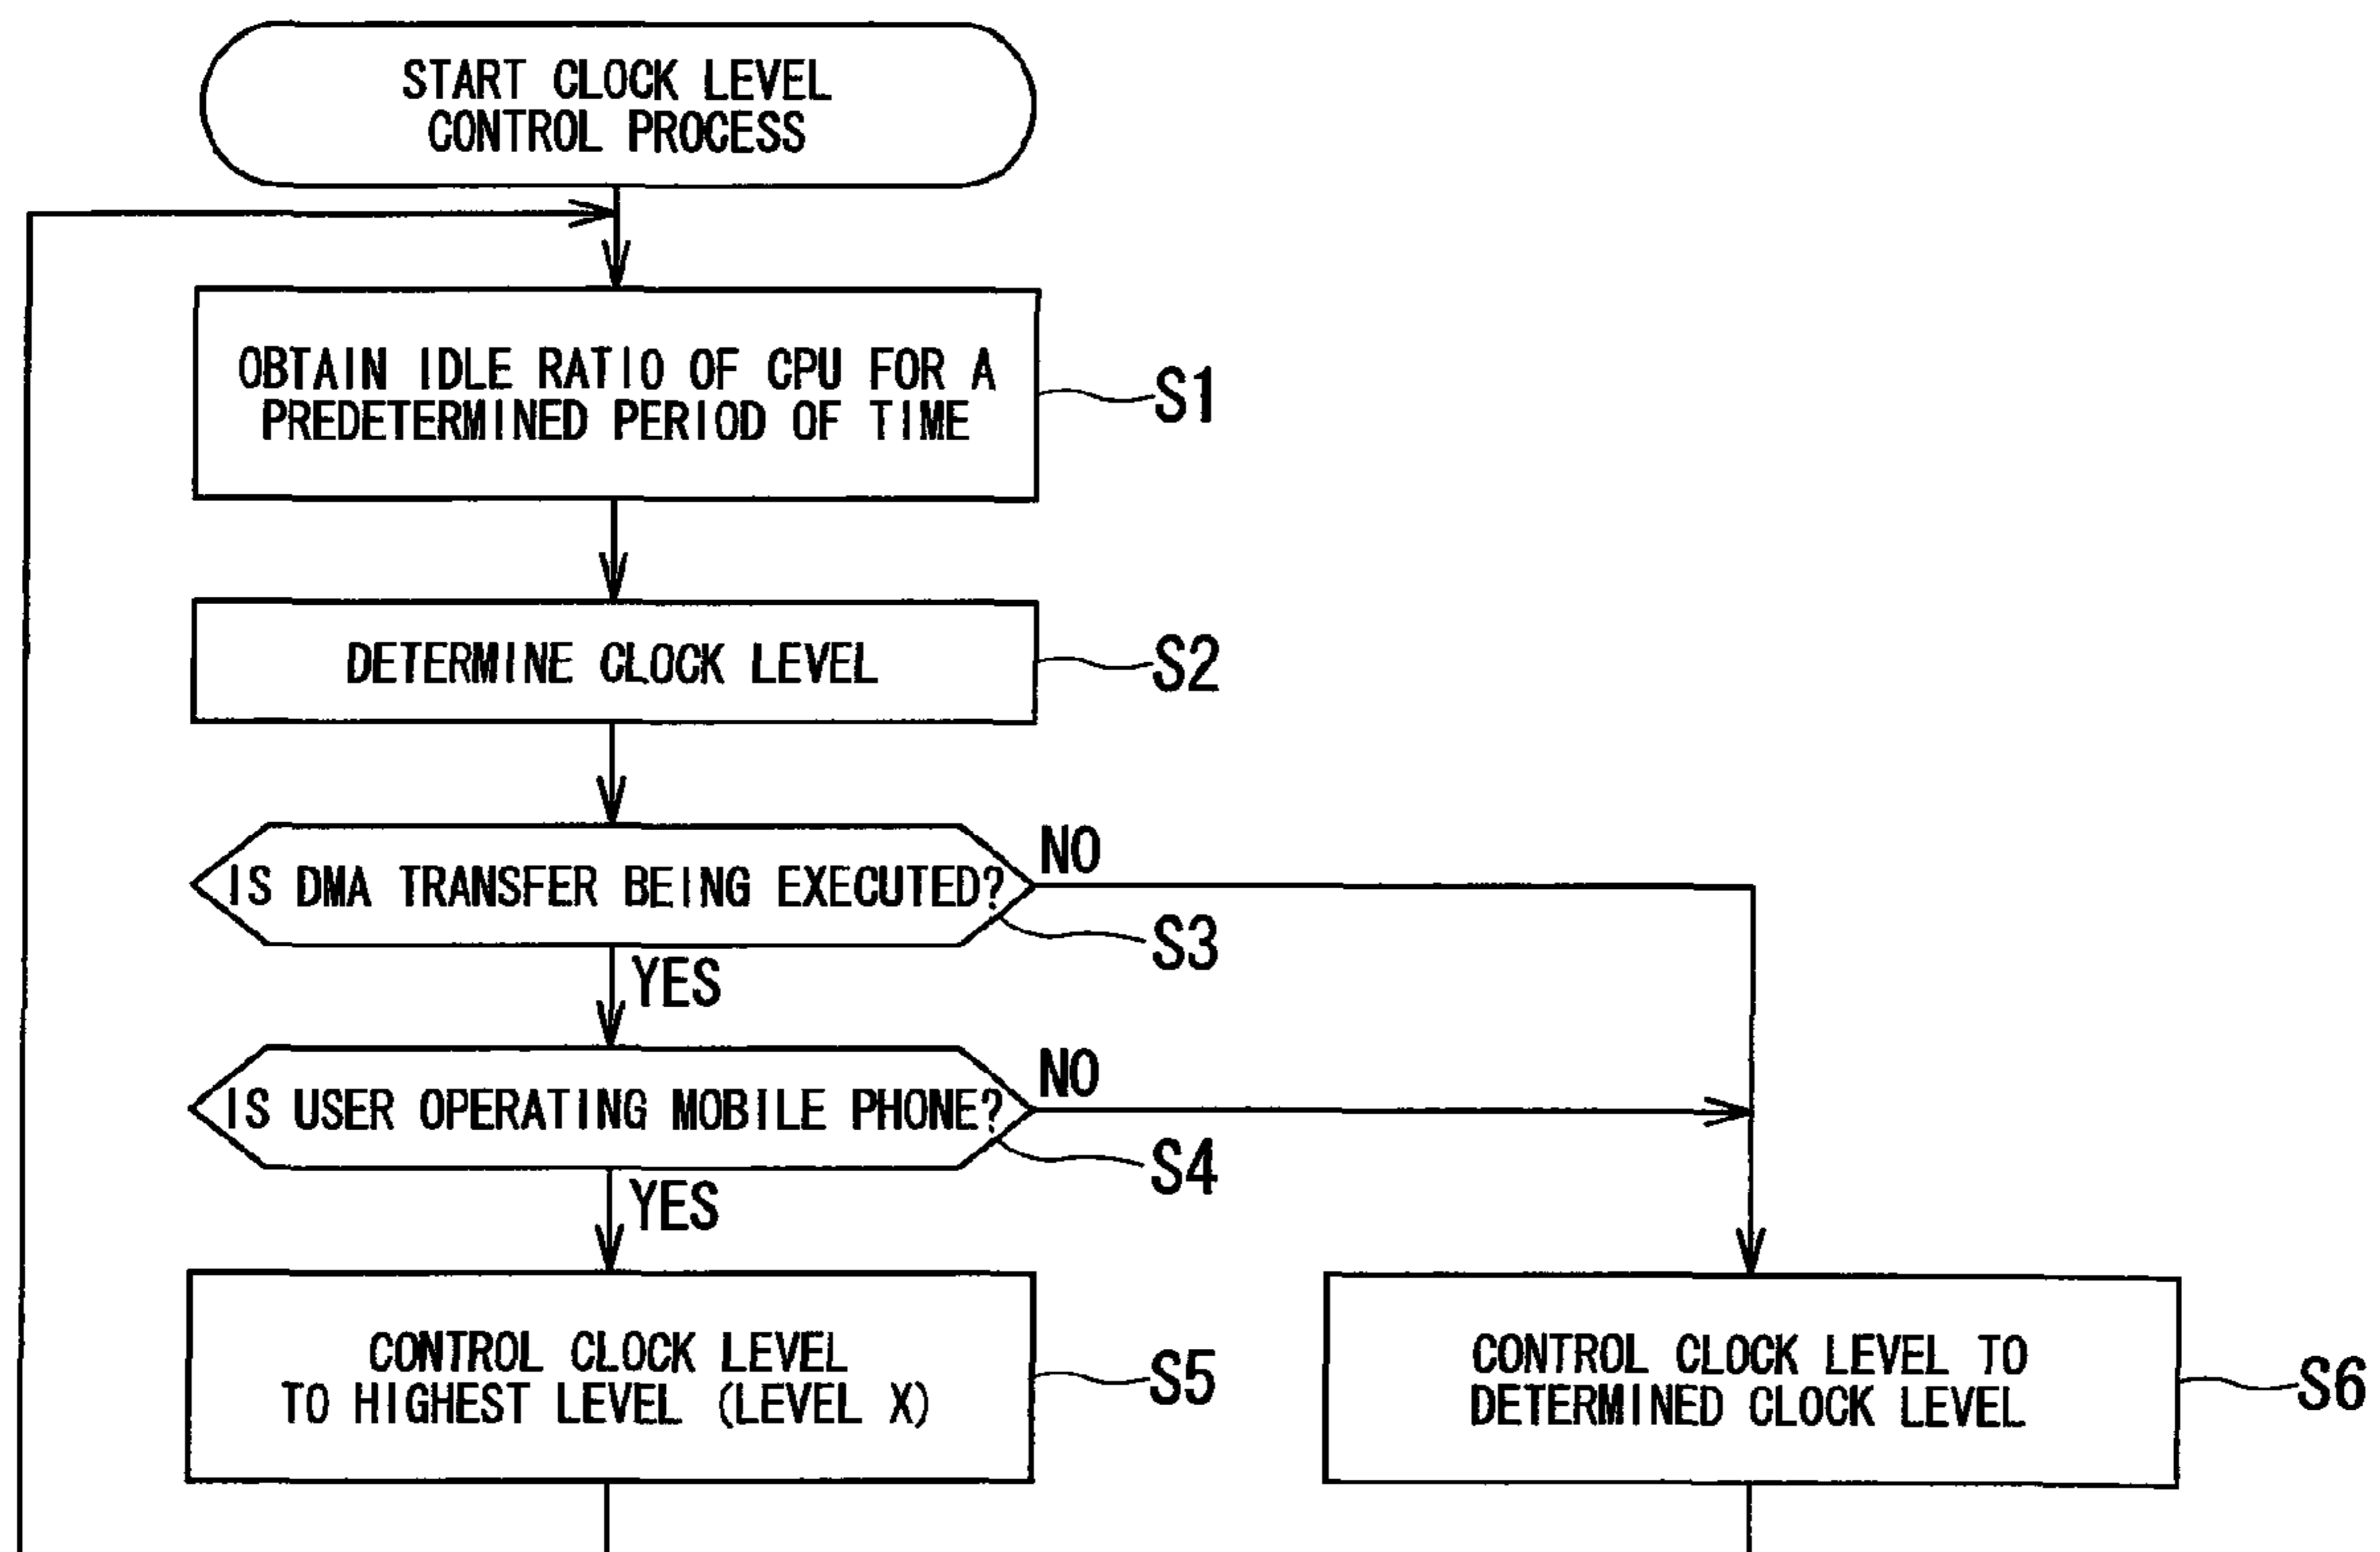 START CLOCK LEVEL
CONTROL PROCESS
OBTAIN IDLE RATIO OF CPU FOR A
PREDETERMINED PERIOD OF TIME
S1
DETERMINE CLOCK LEVEL
S2
IS DMA TRANSFER BEING EXECUTED?
NO
S3
YES
IS USER OPERATING MOBILE PHONE?
NO
S4
YES
CONTROL CLOCK LEVEL
TO HIGHEST LEVEL (LEVEL X)
S5
CONTROL CLOCK LEVEL TO
DETERMINED CLOCK LEVEL
S6